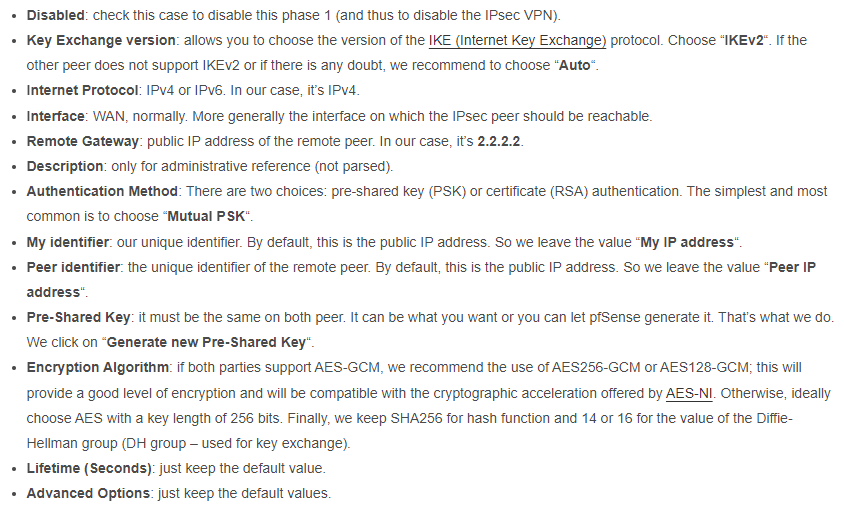 • Disabled: check this case to disable this phase 1 (and thus to disable the IPsec VPN).
• Key Exchange version: allows you to choose the version of the IKE (Internet Key Exchange) protocol. Choose “IKEv2“. If the
other peer does not support IKEv2 or if there is any doubt, we recommend to choose “Auto“.
• Internet Protocol: IPv4 or IPv6. In our case, it’s IPv4.
• Interface: WAN, normally. More generally the interface on which the IPsec peer should be reachable.
• Remote Gateway: public IP address of the remote peer. In our case, it’s 2.2.2.2.
• Description: only for administrative reference (not parsed).
• Authentication Method: There are two choices: pre-shared key (PSK) or certificate (RSA) authentication. The simplest and most
common is to choose “Mutual PSK“.
• My identifier: our unique identifier. By default, this is the public IP address. So we leave the value “My IP address“.
• Peer identifier: the unique identifier of the remote peer. By default, this is the public IP address. So we leave the value “Peer IP
address“.
• Pre-Shared Key: it must be the same on both peer. It can be what you want or you can let pfSense generate it. That’s what we do.
We click on “Generate new Pre-Shared Key“.
• Encryption Algorithm: if both parties support AES-GCM, we recommend the use of AES256-GCM or AES128-GCM; this will
provide a good level of encryption and will be compatible with the cryptographic acceleration offered by AES-NI. Otherwise, ideally
choose AES with a key length of 256 bits. Finally, we keep SHA256 for hash function and 14 or 16 for the value of the Diffie-
Hellman group (DH group – used for key exchange).
• Lifetime (Seconds): just keep the default value.
• Advanced Options: just keep the default values.